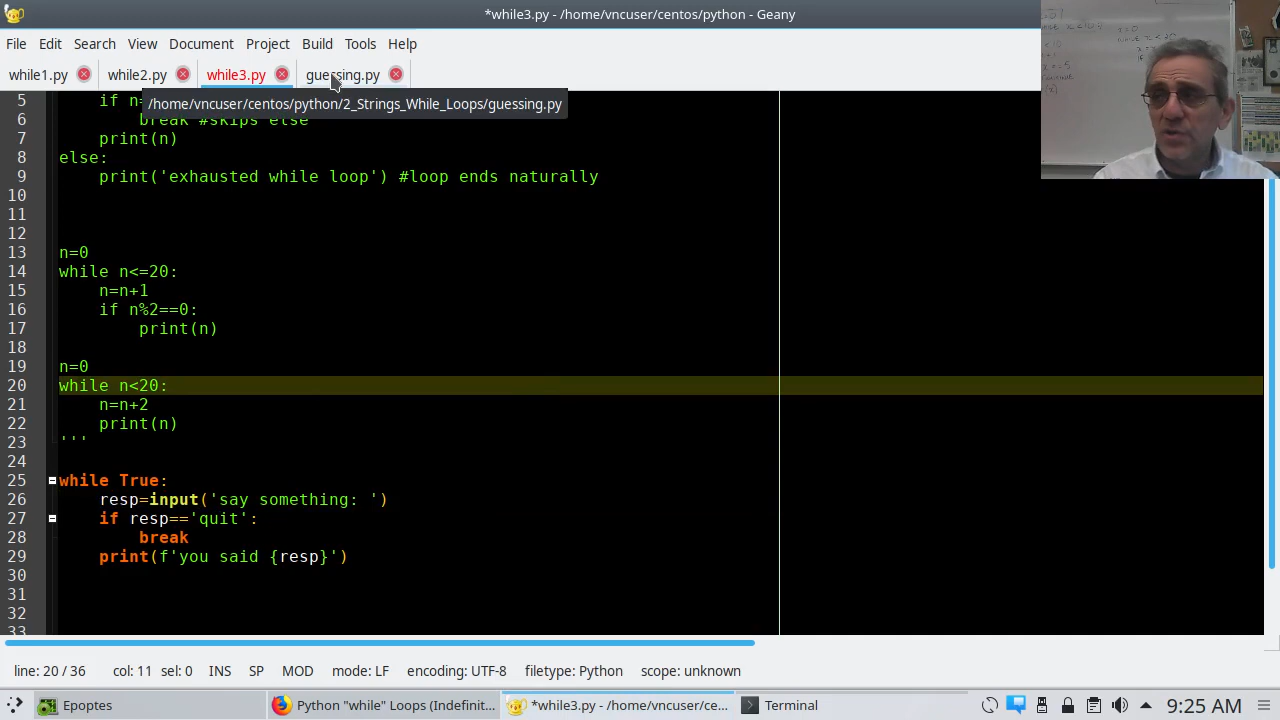 *while3.py - /home/vncuser/centos/python - Geany
File Edit Search View Document Project Build Tools Help
while1.py while2.py while3.py guessing.py
/home/vncuser/centos/python/2_Strings_While_Loops/guessing.py
5 if n=
6 break #skips else
7 print(n)
8 else:
9 print('exhausted while loop') #loop ends naturally
10
11
12
13 n=0
14 while n<=20:
15 n=n+1
16 if n%2==0:
17 print(n)
18
19 n=0
20 while n<20:
21 n=n+2
22 print(n)
23 '''
24
25 while True:
26 resp=input('say something: ')
27 if resp=='quit':
28 break
29 print(f'you said {resp}')
30
31
32
33
line: 20 / 36 col: 11 sel: 0 INS SP MOD mode: LF encoding: UTF-8 filetype: Python scope: unknown
Epoptes Python "while" Loops (Indefinit... *while3.py - /home/vncuser/ce... Terminal 9:25 AM